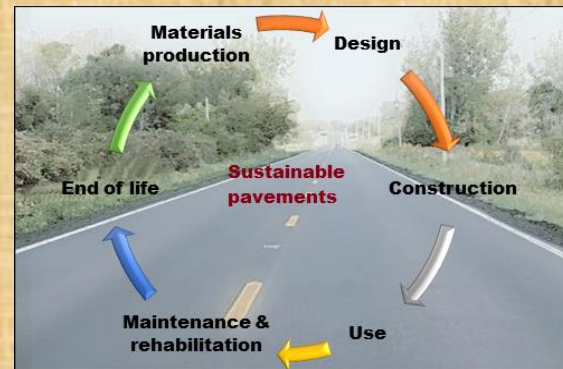 Materials
production
Design
Sustainable
pavements
End of life
Construction
Maintenance &
rehabilitation
Use